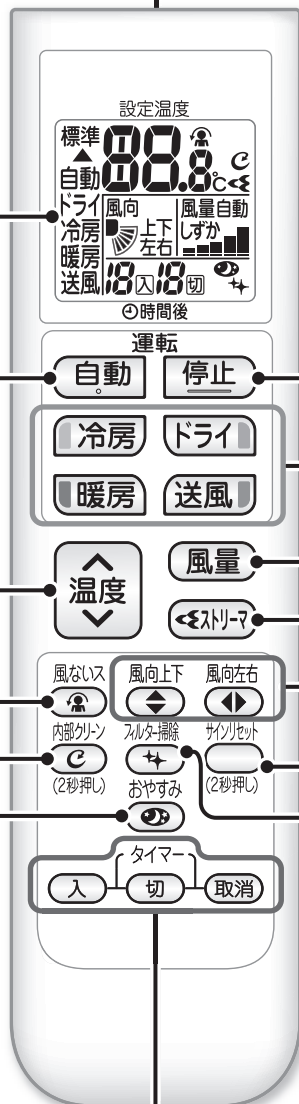 設定温度
標準
▲
自動
88.8℃
ドライ
冷房
暖房
送風
風向
上下
左右
風量自動
しずか
18入18切
時間後
運転
自動 停止
冷房 ドライ
暖房 送風
温度
風量
ストリーマ
風ないス 風向上下 風向左右
内部クリーン フィルター掃除 サインリセット
(2秒押し) (2秒押し)
おやすみ
タイマー
入 切 取消